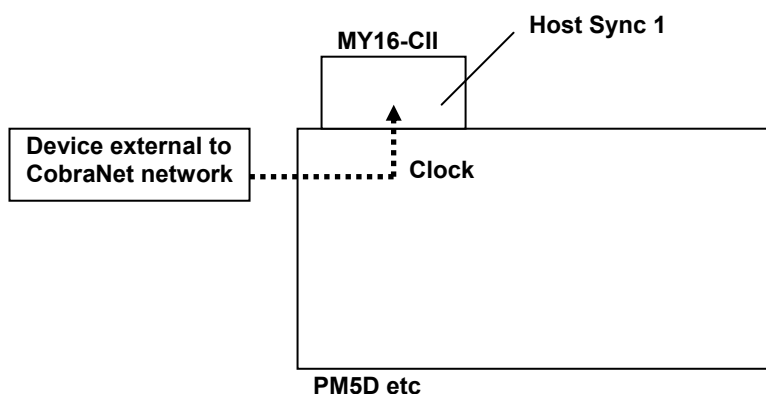 Host Sync 1
MY16-CII
Device external to
CobraNet network
Clock
PM5D etc